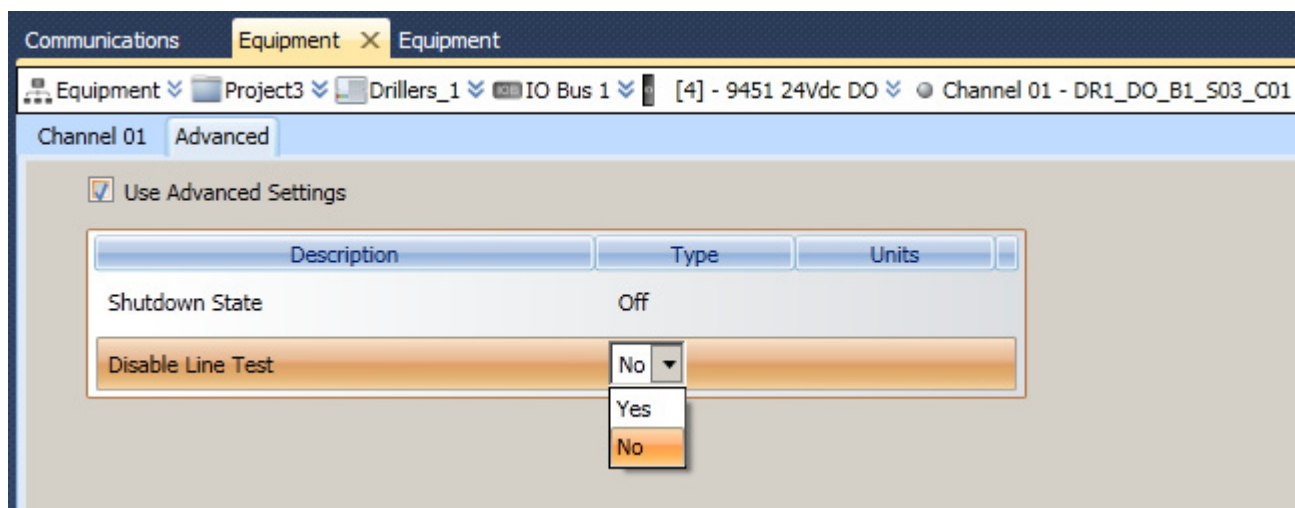 Communications Equipment Equipment
Equipment Project3 Drillers_1 IO Bus 1 [4] - 9451 24Vdc DO Channel 01 - DR1_DO_B1_S03_C01
Channel 01 Advanced
Use Advanced Settings
Description Type Units
Shutdown State Off
Disable Line Test No
Yes
No